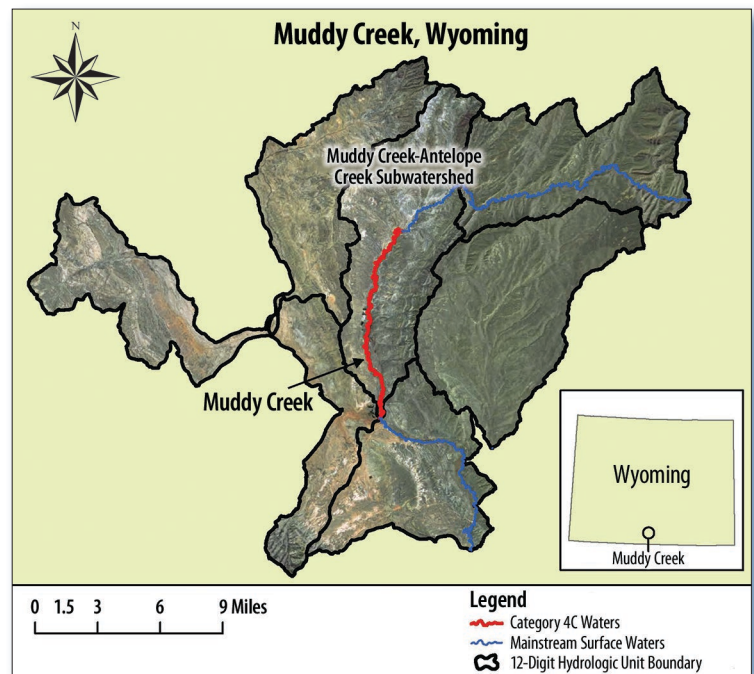 Muddy Creek, Wyoming
N
Muddy Creek-Antelope
Creek Subwatershed
Muddy Creek
Wyoming
Muddy Creek
0 1.5 3 6 9 Miles
Legend
Category 4C Waters
Mainstream Surface Waters
12-Digit Hydrologic Unit Boundary